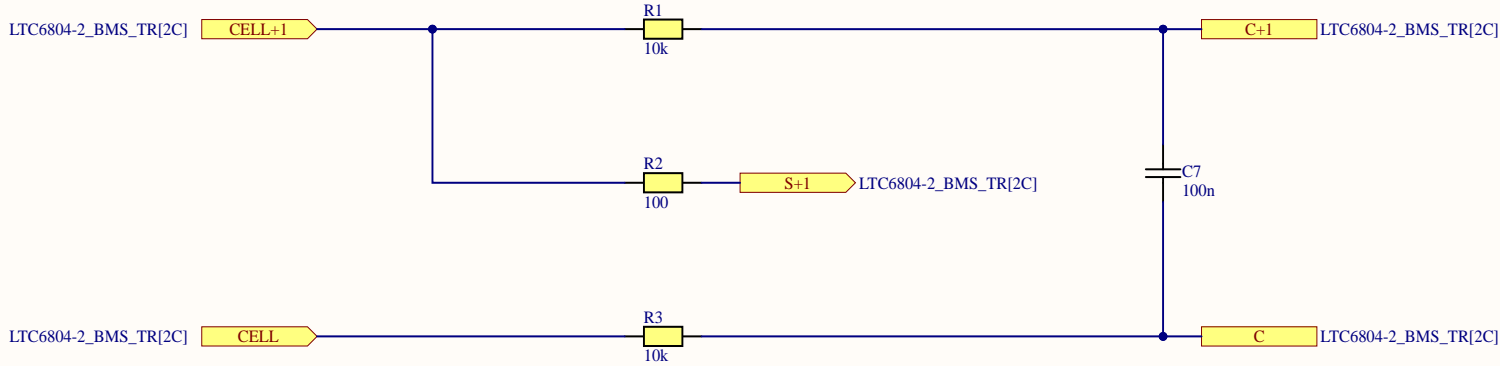 R1
LTC6804-2_BMS_TR[2C] CELL+1 C+1 LTC6804-2_BMS_TR[2C]
10k
R2
S+1 LTC6804-2_BMS_TR[2C]
100
C7
100n
R3
LTC6804-2_BMS_TR[2C] CELL C LTC6804-2_BMS_TR[2C]
10k